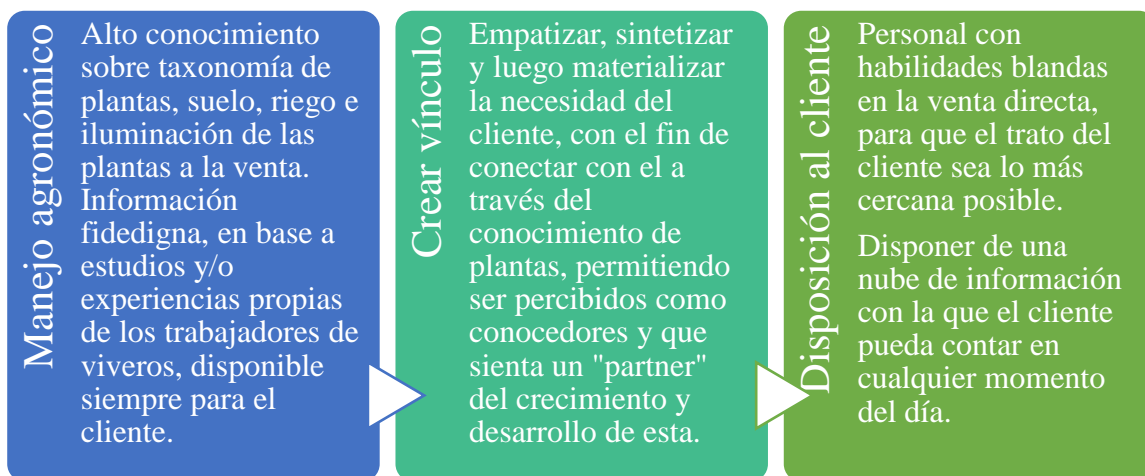 Manejo agronómico
Alto conocimiento
sobre taxonomía de
plantas, suelo, riego e
iluminación de las
plantas a la venta.
Información
fidedigna, en base a
estudios y/o
experiencias propias
de los trabajadores de
viveros, disponible
siempre para el
cliente.
Crear vínculo
Empatizar, sintetizar
y luego materializar
la necesidad del
cliente, con el fin de
conectar con el a
través del
conocimiento de
plantas, permitiendo
ser percibidos como
conocedores y que
sienta un "partner"
del crecimiento y
desarrollo de esta.
Disposición al cliente
Personal con
habilidades blandas
en la venta directa,
para que el trato del
cliente sea lo más
cercana posible.
Disponer de una
nube de información
con la que el cliente
pueda contar en
cualquier momento
del día.